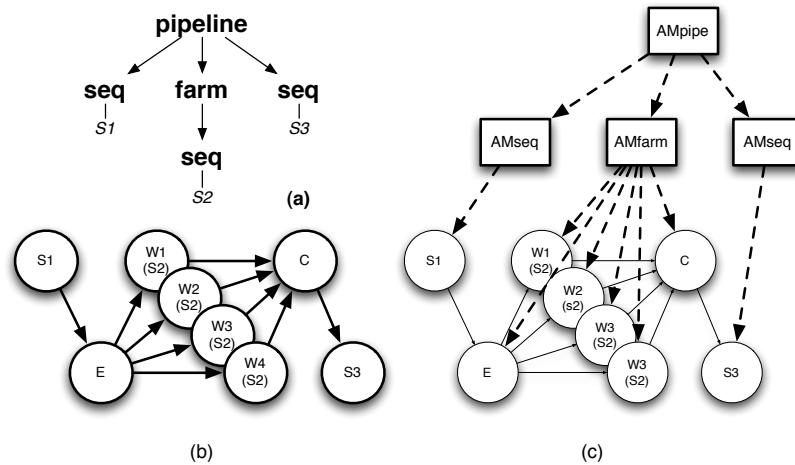 pipeline
seq farm seq
S1 S3
seq
S2
(a)
S1
W1
(S2)
W2
(S2)
W3
(S2)
W4
(S2)
C
E
S3
(b)
AMpipe
AMseq AMfarm AMseq
S1
W1
(S2)
W2
(s2)
W3
(S2)
W3
(S2)
C
E
S3
(c)